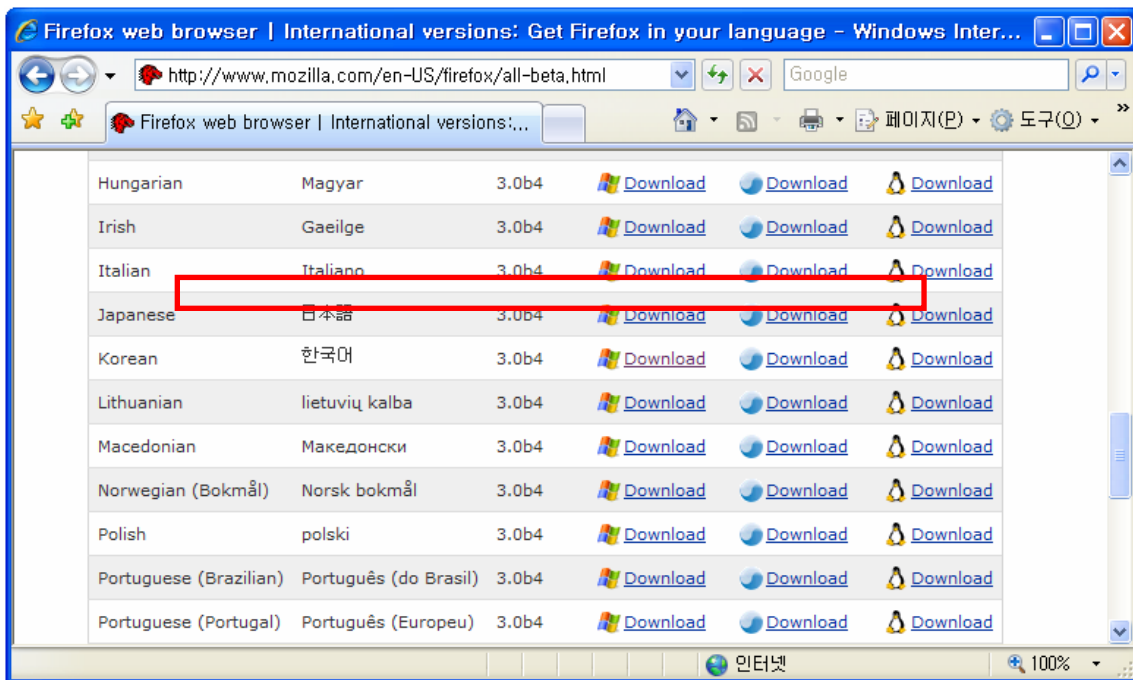 Firefox web browser | International versions: Get Firefox in your language - Windows Inter...
http://www.mozilla.com/en-US/firefox/all-beta.html Google
Firefox web browser | International versions:... 페이지(P) 도구(O) »
Hungarian Magyar 3.0b4 Download Download Download
Irish Gaeilge 3.0b4 Download Download Download
Italian Italiano 3.0b4 Download Download Download
Japanese 日本語 3.0b4 Download Download Download
Korean 한국어 3.0b4 Download Download Download
Lithuanian lietuvių kalba 3.0b4 Download Download Download
Macedonian Македонски 3.0b4 Download Download Download
Norwegian (Bokmål) Norsk bokmål 3.0b4 Download Download Download
Polish polski 3.0b4 Download Download Download
Portuguese (Brazilian) Português (do Brasil) 3.0b4 Download Download Download
Portuguese (Portugal) Português (Europeu) 3.0b4 Download Download Download
인터넷 100%